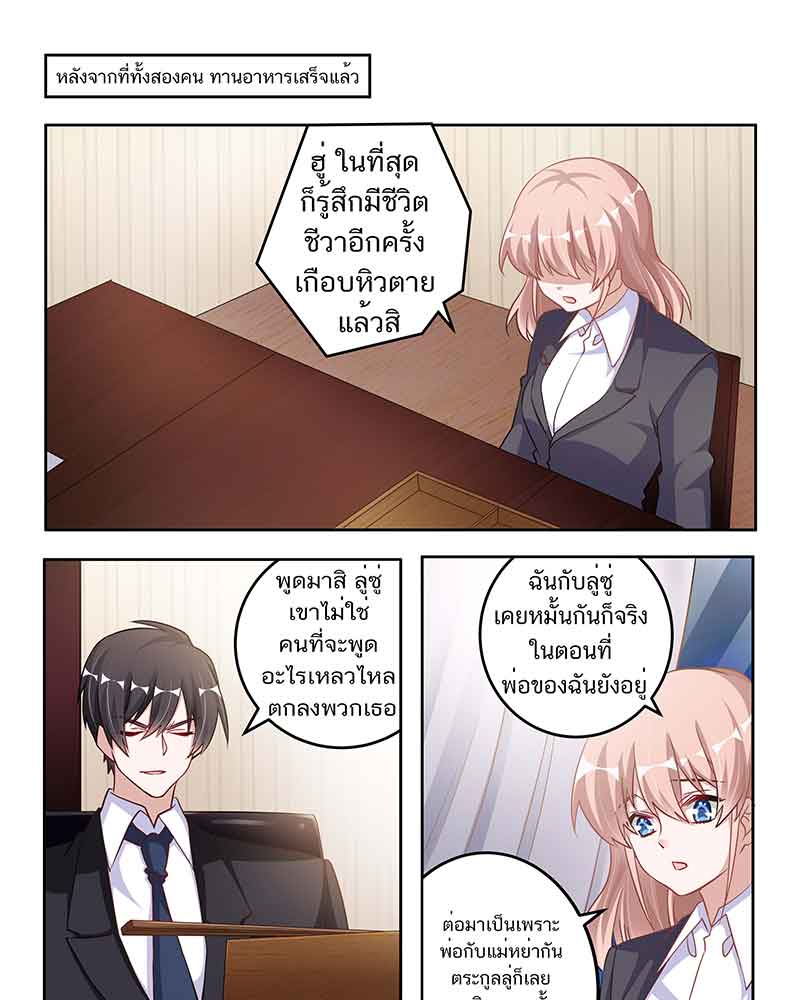 หลังจากที่ทั้งสองคน ทานอาหารเสร็จแล้ว
ฮู่ ในที่สุด
ก็รู้สึกมีชีวิต
ชีวาอีกครั้ง
เกือบหิวตาย
แล้วสิ
พูดมาสิ ลู่ซู่
เขาไม่ใช่
คนที่จะพูด
อะไรเหลวไหล
ตกลงพวกเธอ
ฉันกับลู่ซู่
เคยหมั้นกันก็จริง
ในตอนที่
พ่อของฉันยังอยู่
ต่อมาเป็นเพราะ
พ่อกับแม่หย่ากัน
ตระกูลลู่ก็เลย